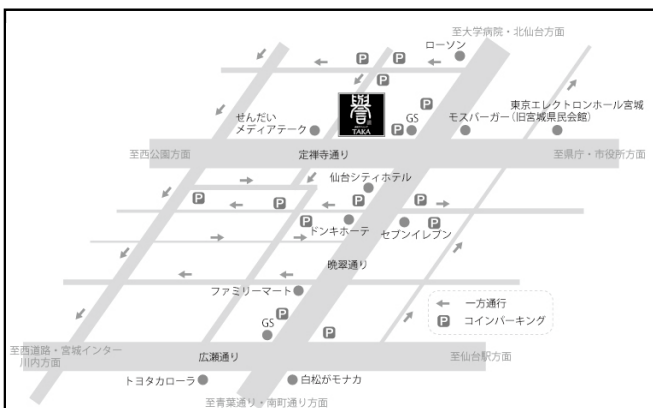 至大学病院・北仙台方面
ローソン
P
P
P
P
譽
TAKA
せんだい
メディアテーク
P
GS
モスバーガー
東京エレクトロンホール宮城
(旧宮城県民会館)
至西公園方面
定禅寺通り
至県庁・市役所方面
仙台シティホテル
P
P
P
P
P
P
ドンキホーテ
セブンイレブン
晩翠通り
ファミリーマート
一方通行
P
コインパーキング
P
GS
P
至西道路・宮城インター
川内方面
広瀬通り
至仙台駅方面
トヨタカローラ
白松がモナカ
至青葉通り・南町通り方面